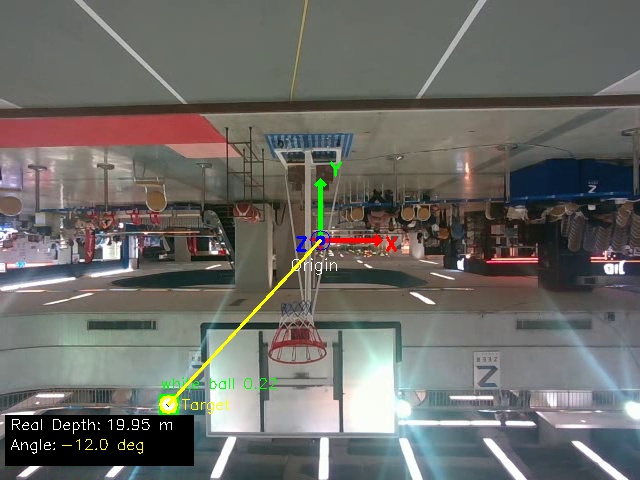 Y
Z
X
Origin
white ball 0.22
Target
Real Depth: 19.95 m
Angle: -12.0 deg
Z
Z